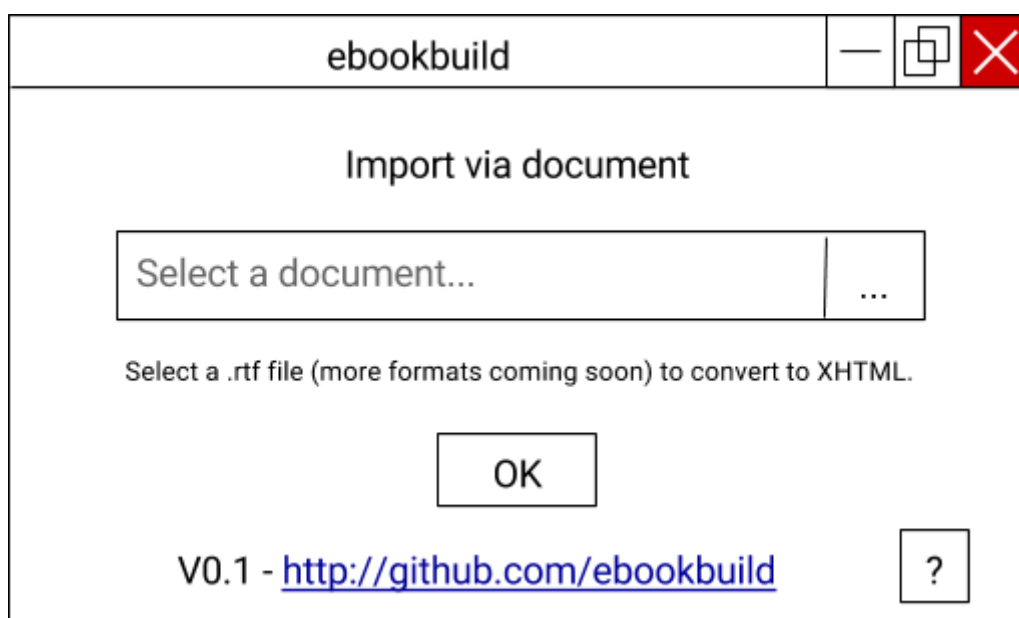 ebookbuild
Import via document
Select a document... ...
Select a .rtf file (more formats coming soon) to convert to XHTML.
OK
V0.1 - http://github.com/ebookbuild ?